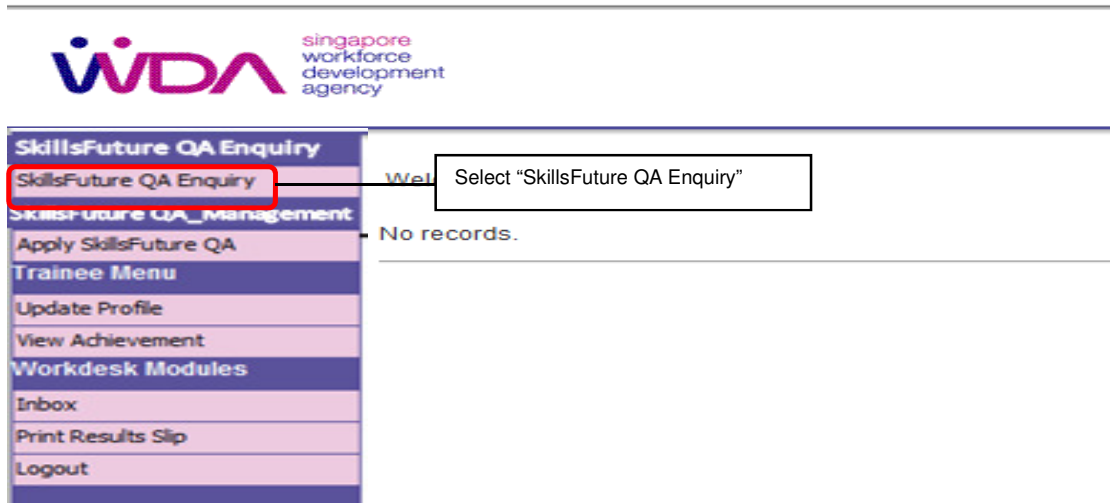 WDA
singapore
workforce
development
agency
SkillsFuture QA Enquiry
SkillsFuture QA Enquiry
Select “SkillsFuture QA Enquiry”
SkillsFuture QA_Management
No records.
Apply SkillsFuture QA
Trainee Menu
Update Profile
View Achievement
Workdesk Modules
Inbox
Print Results Slip
Logout